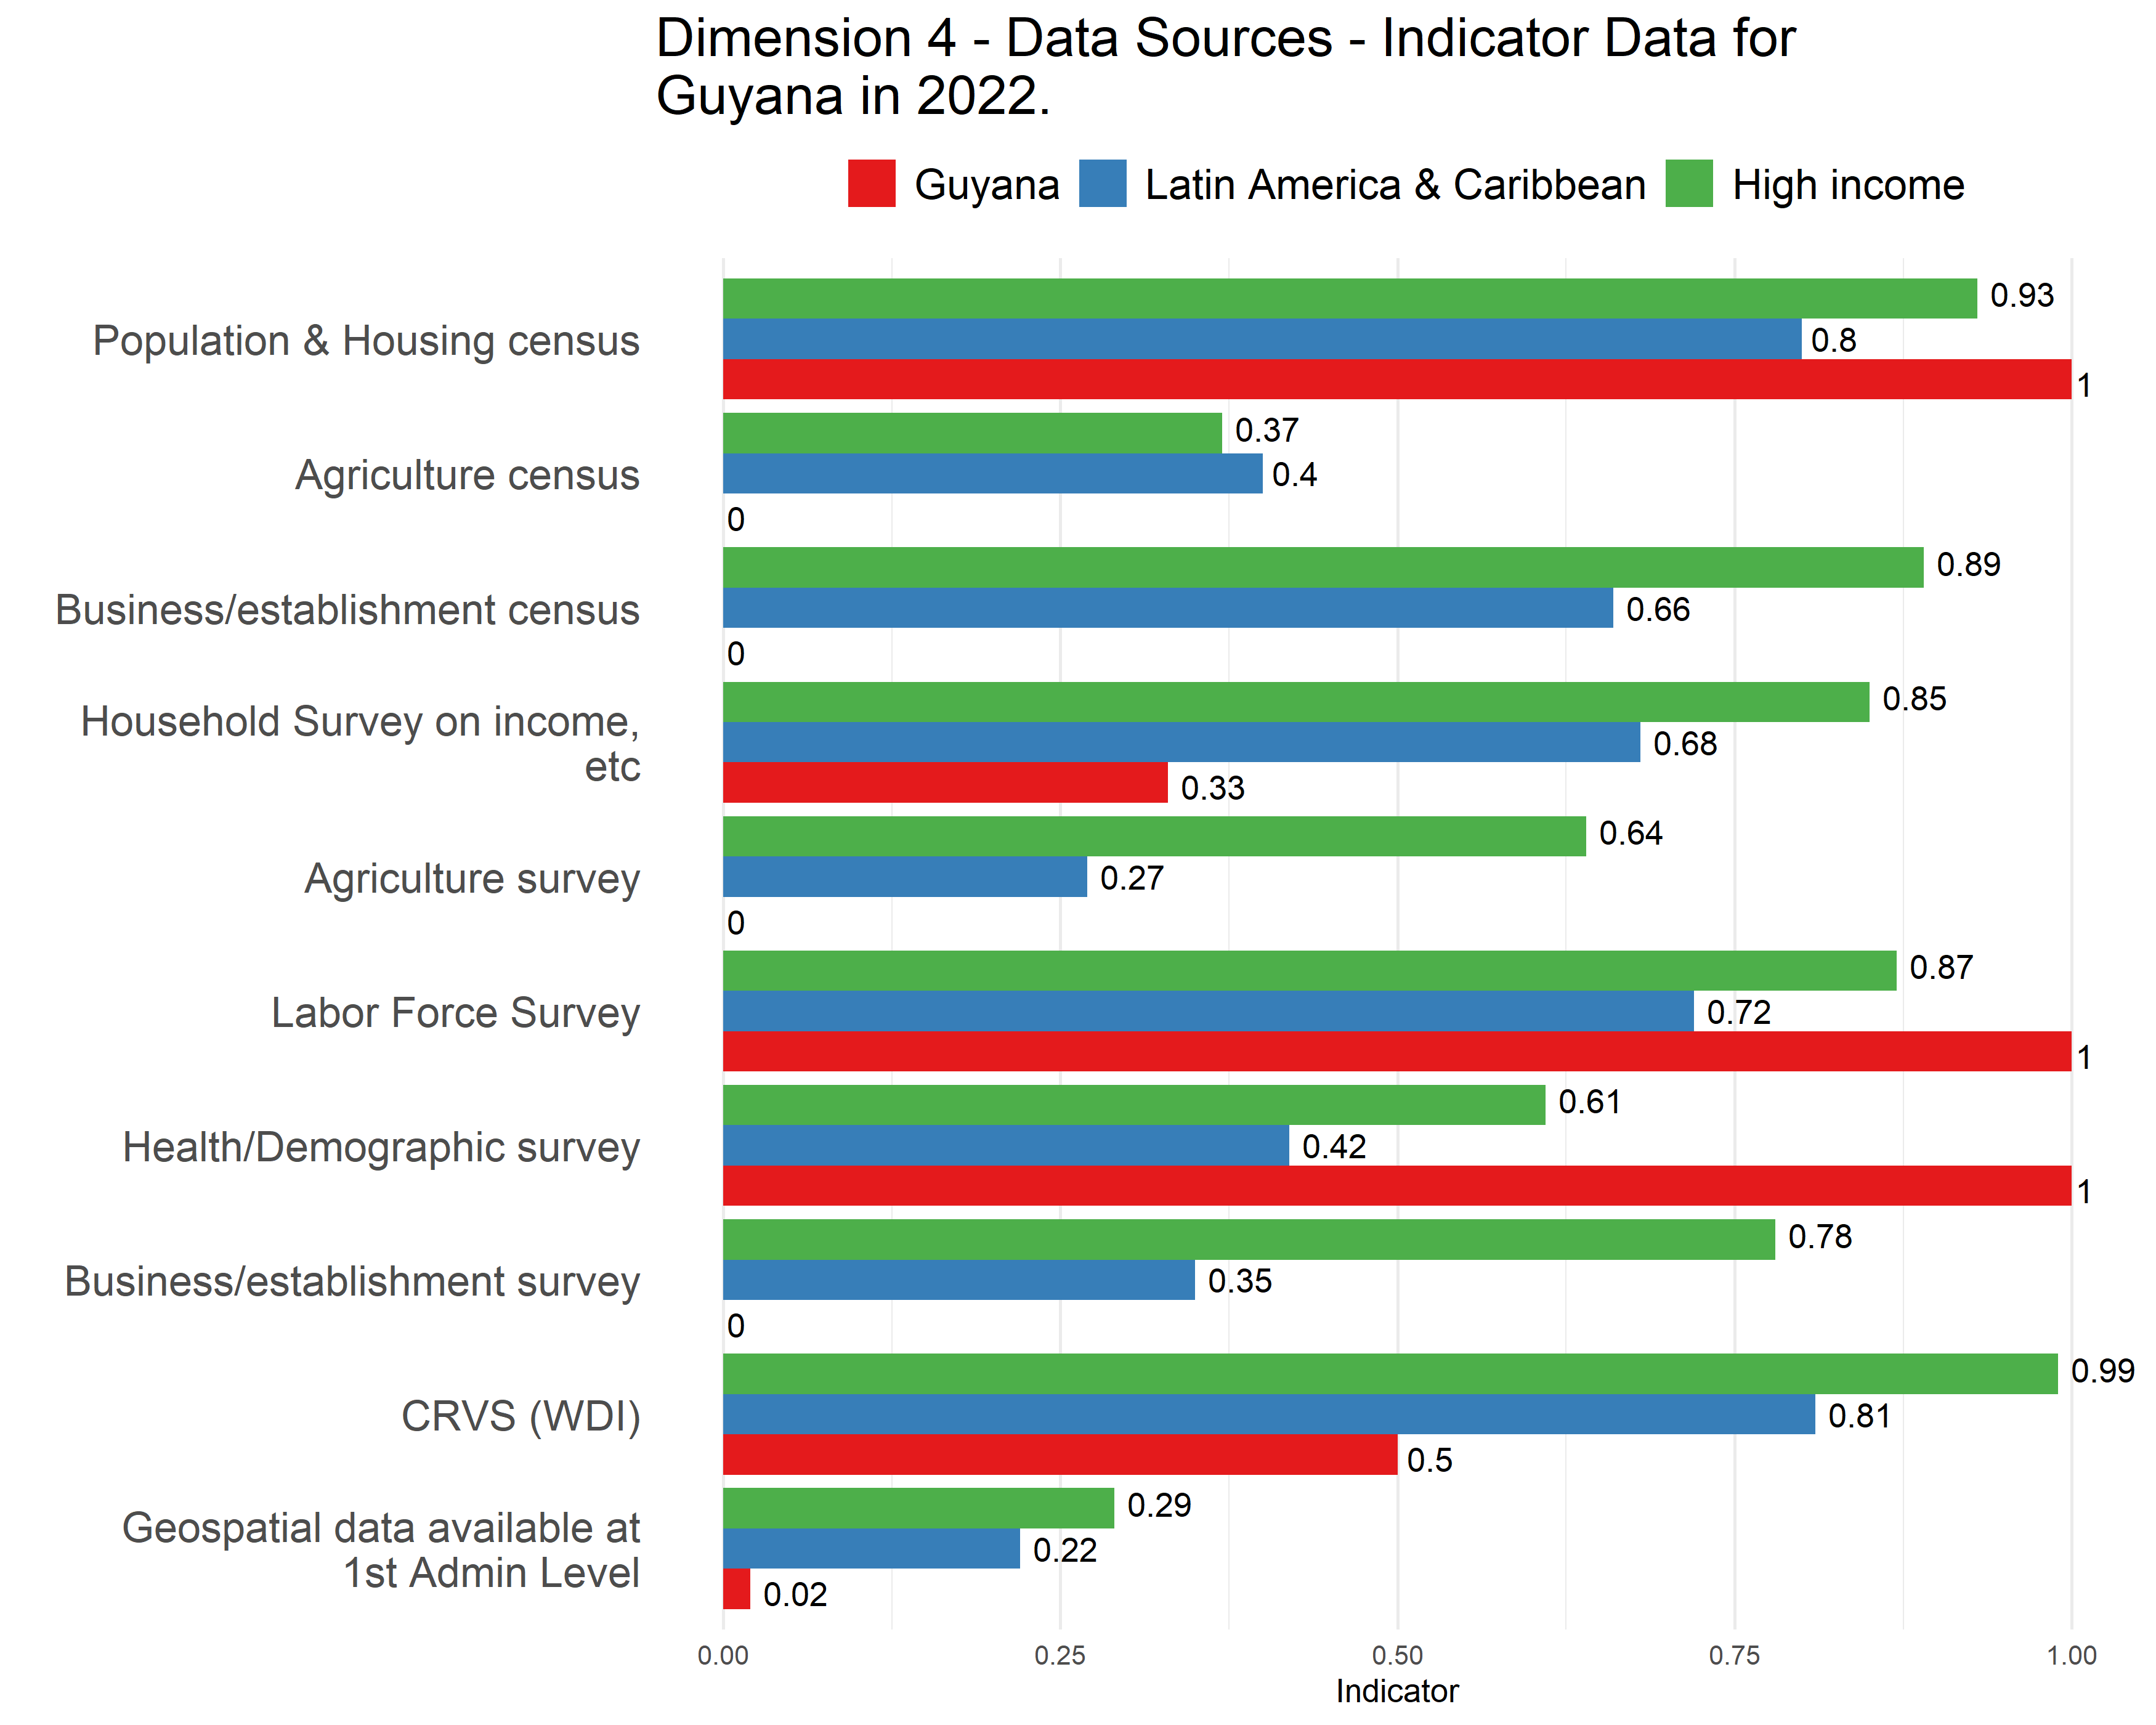 Dimension 4 - Data Sources - Indicator Data for
Guyana in 2022.
Guyana Latin America & Caribbean High income
Population & Housing census
0.93
0.8
1
Agriculture census
0.37
0.4
0
Business/establishment census
0.89
0.66
0
Household Survey on income,
etc
0.85
0.68
0.33
Agriculture survey
0.64
0.27
0
Labor Force Survey
0.87
0.72
1
Health/Demographic survey
0.61
0.42
1
Business/establishment survey
0.78
0.35
0
CRVS (WDI)
0.99
0.81
0.5
Geospatial data available at
1st Admin Level
0.29
0.22
0.02
0.00 0.25 0.50 0.75 1.00
Indicator